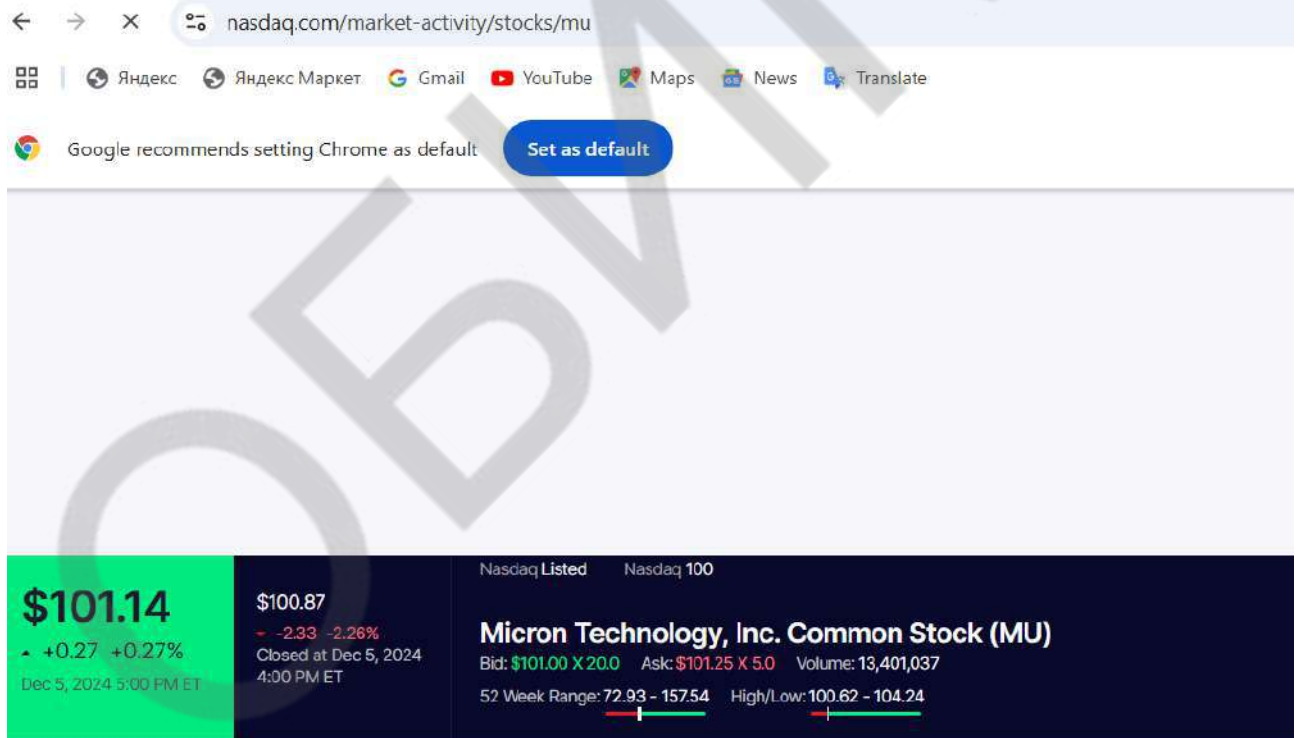 nasdaq.com/market-activity/stocks/mu
Яндекс Яндекс Маркет Gmail YouTube Maps News Translate
Google recommends setting Chrome as default Set as default
Nasdaq Listed Nasdaq 100
$101.14
+0.27 +0.27%
Dec 5, 2024 5:00 PM ET
$100.87
-2.33 -2.26%
Closed at Dec 5, 2024
4:00 PM ET
Micron Technology, Inc. Common Stock (MU)
Bid: $101.00 X 20.0 Ask: $101.25 X 5.0 Volume: 13,401,037
52 Week Range: 72.93 - 157.54 High/Low: 100.62 - 104.24